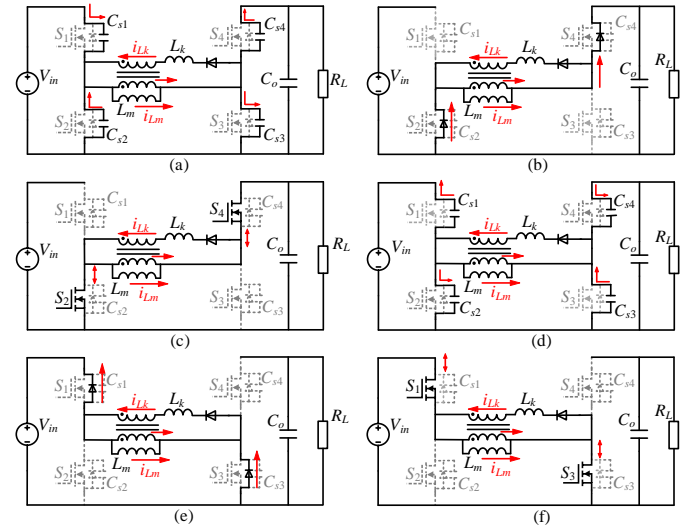 S1 Cs1 Lk S4 Cs4
iLk
Vin Co RL
S2 Cs2 Lm iLm S3 Cs3
(a)
S1 Cs1 Lk S4 Cs4
iLk
Vin Co RL
S2 Cs2 Lm iLm S3 Cs3
(b)
S1 Cs1 Lk S4 Cs4
iLk
Vin Co RL
S2 Cs2 Lm iLm S3 Cs3
(c)
S1 Cs1 Lk S4 Cs4
iLk
Vin Co RL
S2 Cs2 Lm iLm S3 Cs3
(d)
S1 Cs1 Lk S4 Cs4
iLk
Vin Co RL
S2 Cs2 Lm iLm S3 Cs3
(e)
S1 Cs1 Lk S4 Cs4
iLk
Vin Co RL
S2 Cs2 Lm iLm S3 Cs3
(f)